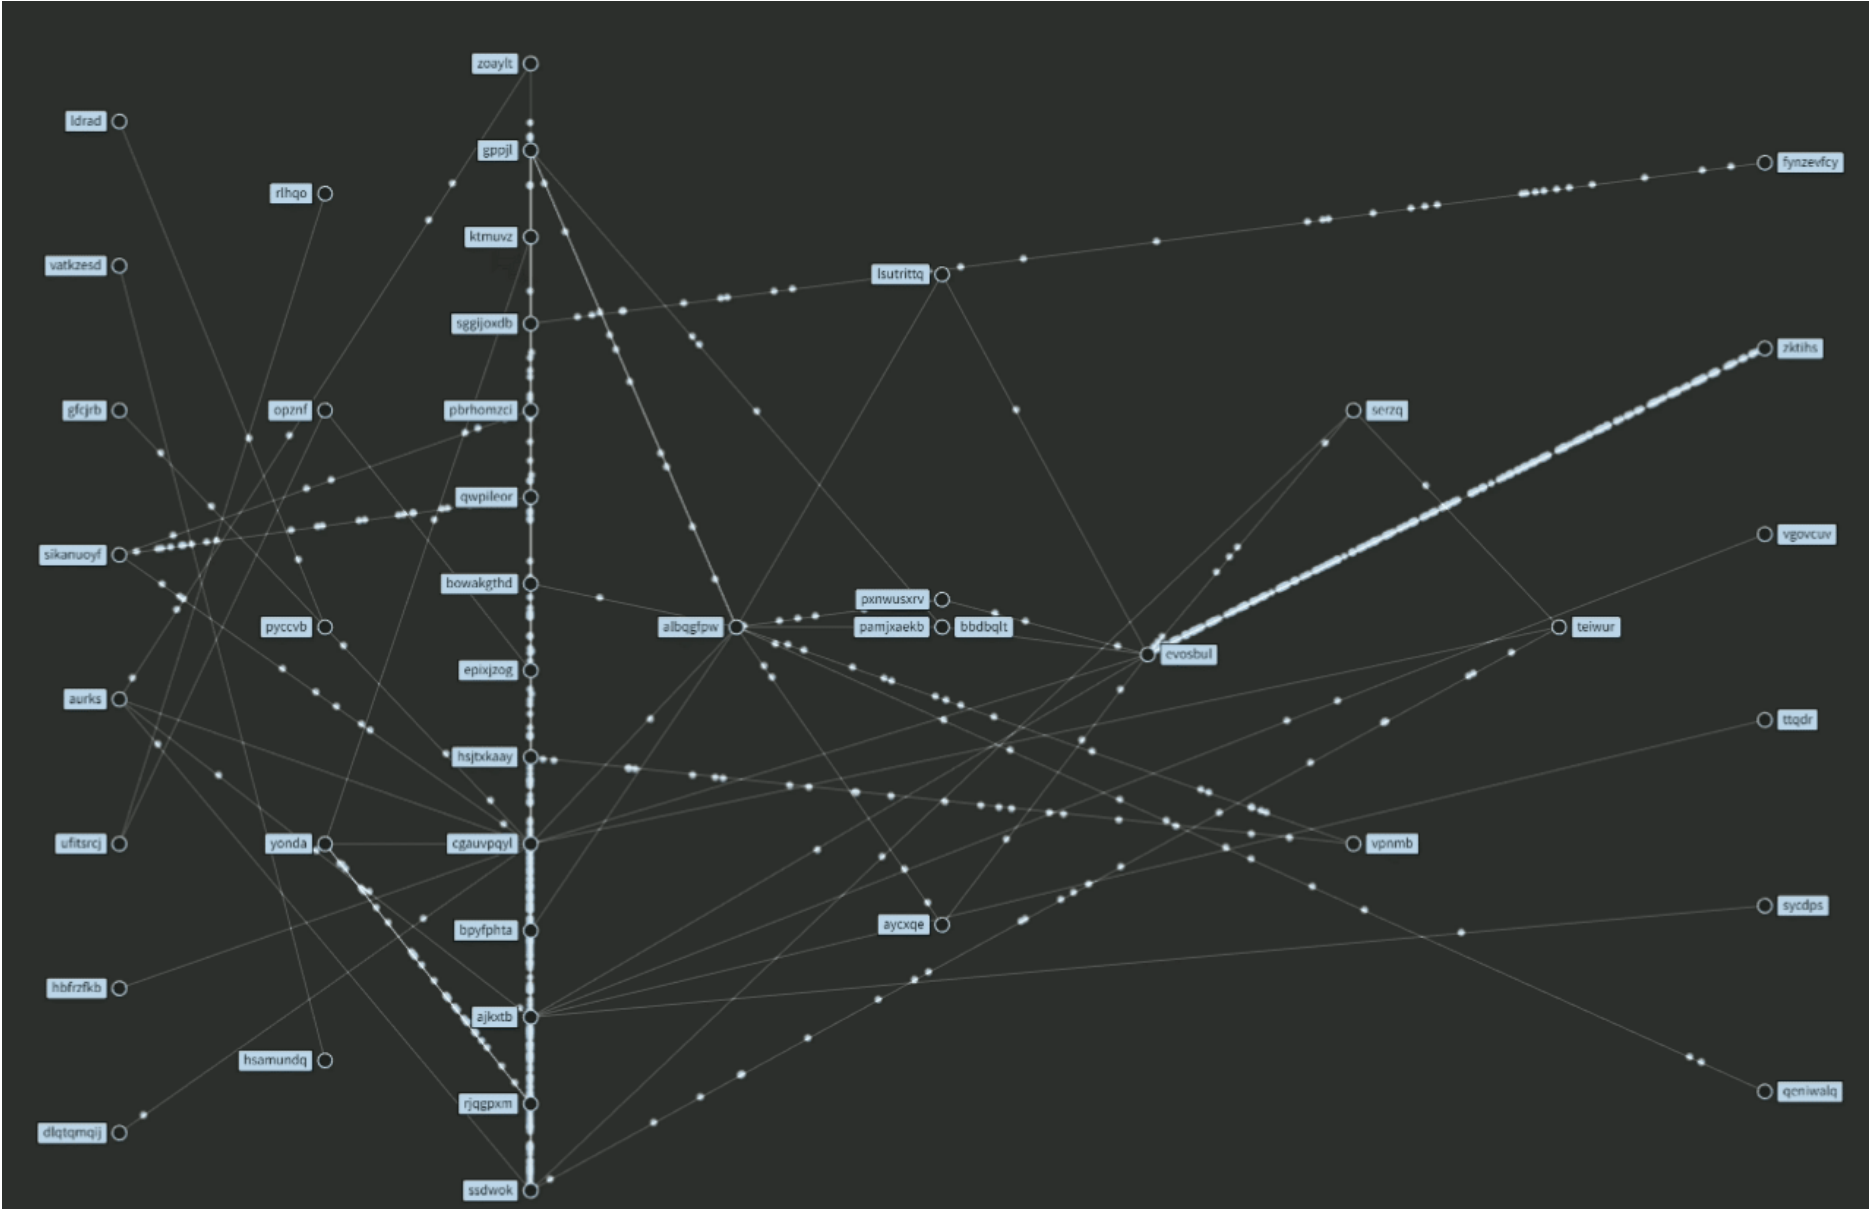 zoaylt
ldrad
gppjl
fynzevfcy
rlhqo
ktmuvz
vatkzesd
lsutrittq
sggijoxdb
zktihs
gfcjrb
opznf
pbrhomzci
serzq
qwpileor
vgovcuv
sikanuoyf
bowakgthd
pxnwusxrv
pyccvb
albqgfpw
pamjxaekb
bbdbqlt
teiwur
evosbul
epixjzog
aurks
ttqdr
hsjtxkaay
ufitsrcj
yonda
cgauvpqyl
vpnmb
sycdps
aycxqe
bpyfphta
hbfrzfkb
ajkxtb
hsamundq
qeniwalq
rjqgpxm
dlqtqmqij
ssdwok